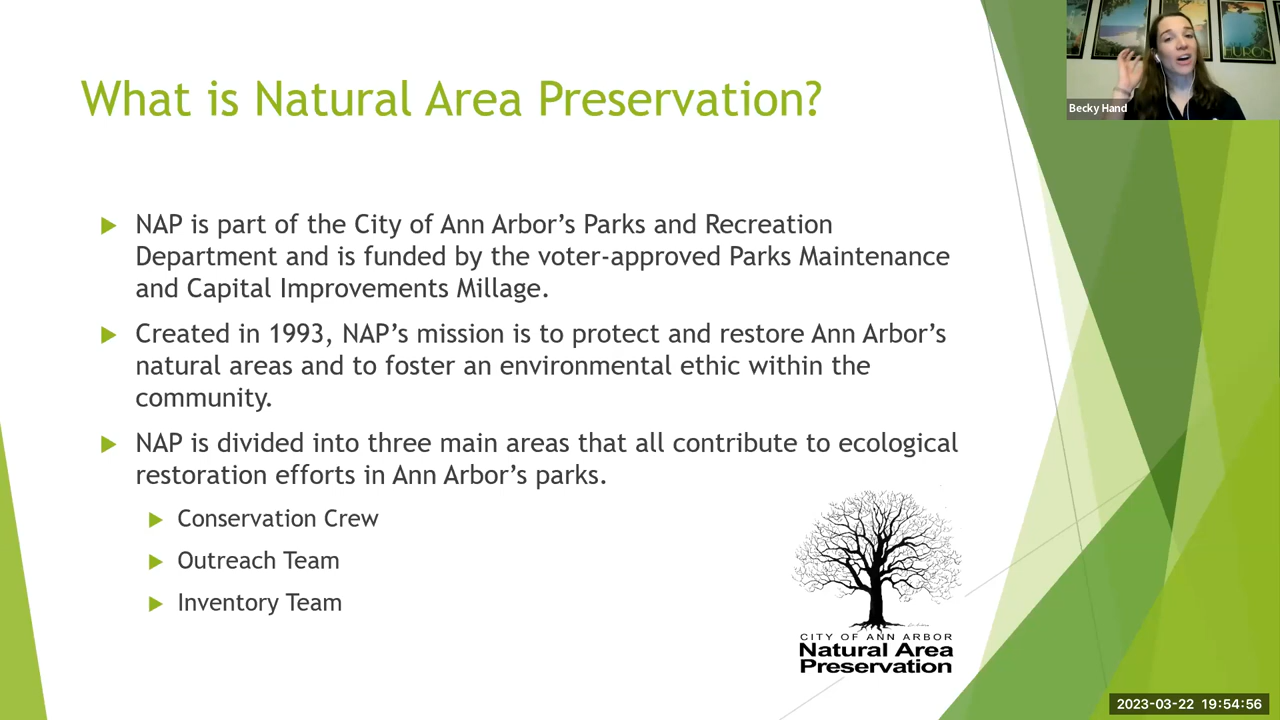 What is Natural Area Preservation?
NAP is part of the City of Ann Arbor’s Parks and Recreation
Department and is funded by the voter-approved Parks Maintenance
and Capital Improvements Millage.
Created in 1993, NAP’s mission is to protect and restore Ann Arbor’s
natural areas and to foster an environmental ethic within the
community.
NAP is divided into three main areas that all contribute to ecological
restoration efforts in Ann Arbor’s parks.
Conservation Crew
Outreach Team
Inventory Team
CITY OF ANN ARBOR
Natural Area
Preservation
HURON
Becky Hand
2023-03-22 19:54:56